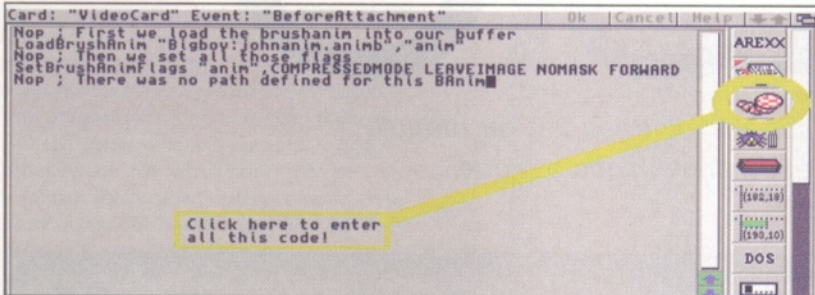 Card: "VideoCard" Event: "BeforeAttachment" Ok Cancel Help
Nop ; First we load the brushanim into our buffer
LoadBrushAnim "Bigboy:johnanim.animb","anim"
Nop ; Then we set all those flags
SetBrushAnimFlags "anim",COMPRESSEDMODE LEAVEIMAGE NOMASK FORWARD
Nop ; There was no path defined for this BAnim
AREXX
Click here to enter
all this code!
(182,18)
(190,10)
DOS